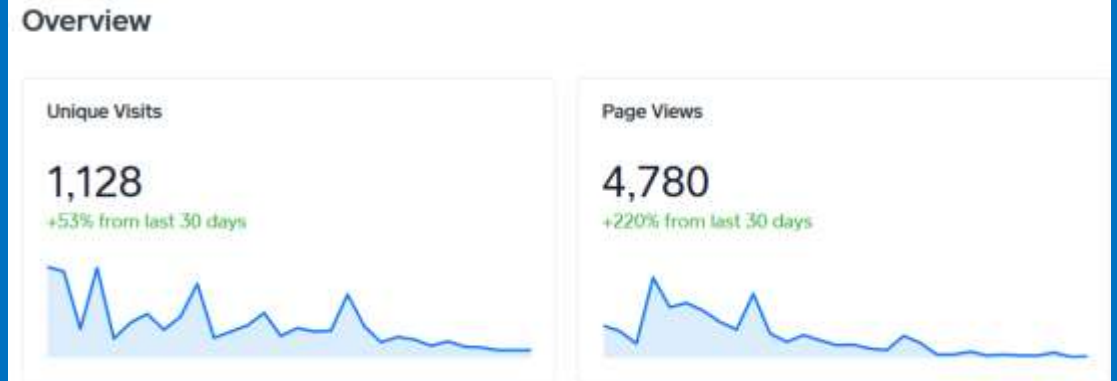 Overview
Unique Visits
1,128
+53% from last 30 days
Page Views
4,780
+220% from last 30 days